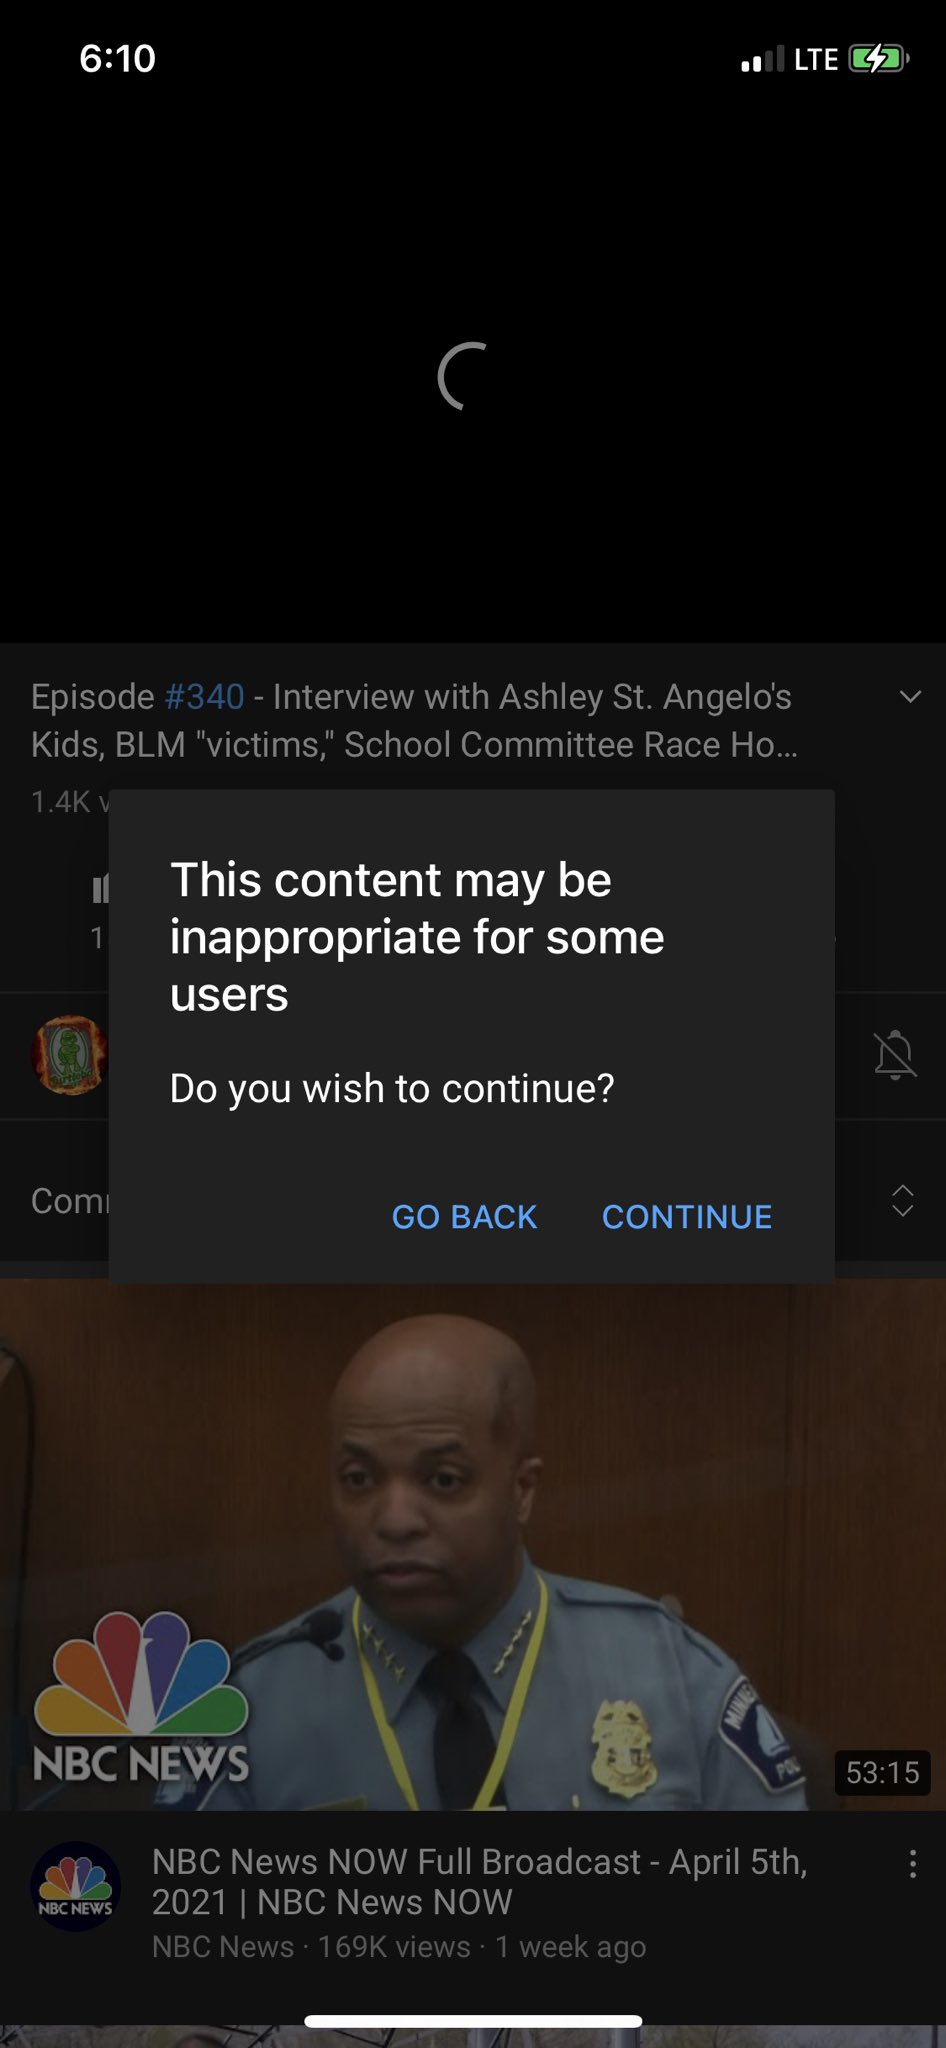 6:10
LTE
Episode #340 - Interview with Ashley St. Angelo's
Kids, BLM "victims," School Committee Race Ho...
1.4K
This content may be
inappropriate for some
users
1
Do you wish to continue?
Com
GO BACK CONTINUE
NBC NEWS
53:15
NBC News NOW Full Broadcast - April 5th,
2021 | NBC News NOW
NBC NEWS
NBC News · 169K views · 1 week ago